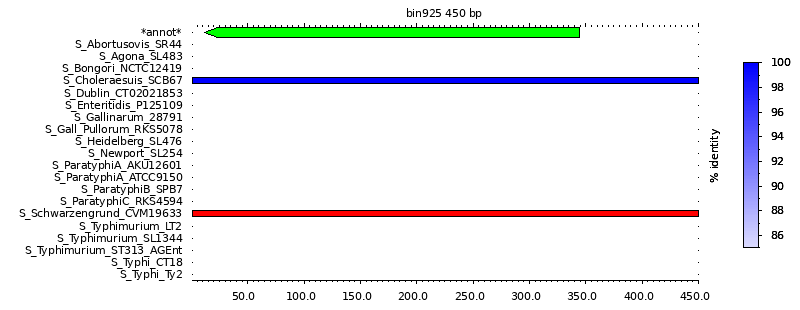 bin925 450 bp
*annot*
S_Abortusovis_SR44
S_Agona_SL483
S_Bongori_NCTC12419
S_Choleraesuis_SCB67
S_Dublin_CT02021853
S_Enteritidis_P125109
S_Gallinarum_28791
S_Gall_Pullorum_RKS5078
S_Heidelberg_SL476
S_Newport_SL254
S_ParatyphiA_AKU12601
S_ParatyphiA_ATCC9150
S_ParatyphiB_SPB7
S_ParatyphiC_RKS4594
S_Schwarzengrund_CVM19633
S_Typhimurium_LT2
S_Typhimurium_SL1344
S_Typhimurium_ST313_AGEnt
S_Typhi_CT18
S_Typhi_Ty2
50.0 100.0 150.0 200.0 250.0 300.0 350.0 400.0 450.0
% identity
100
98
96
94
92
90
88
86